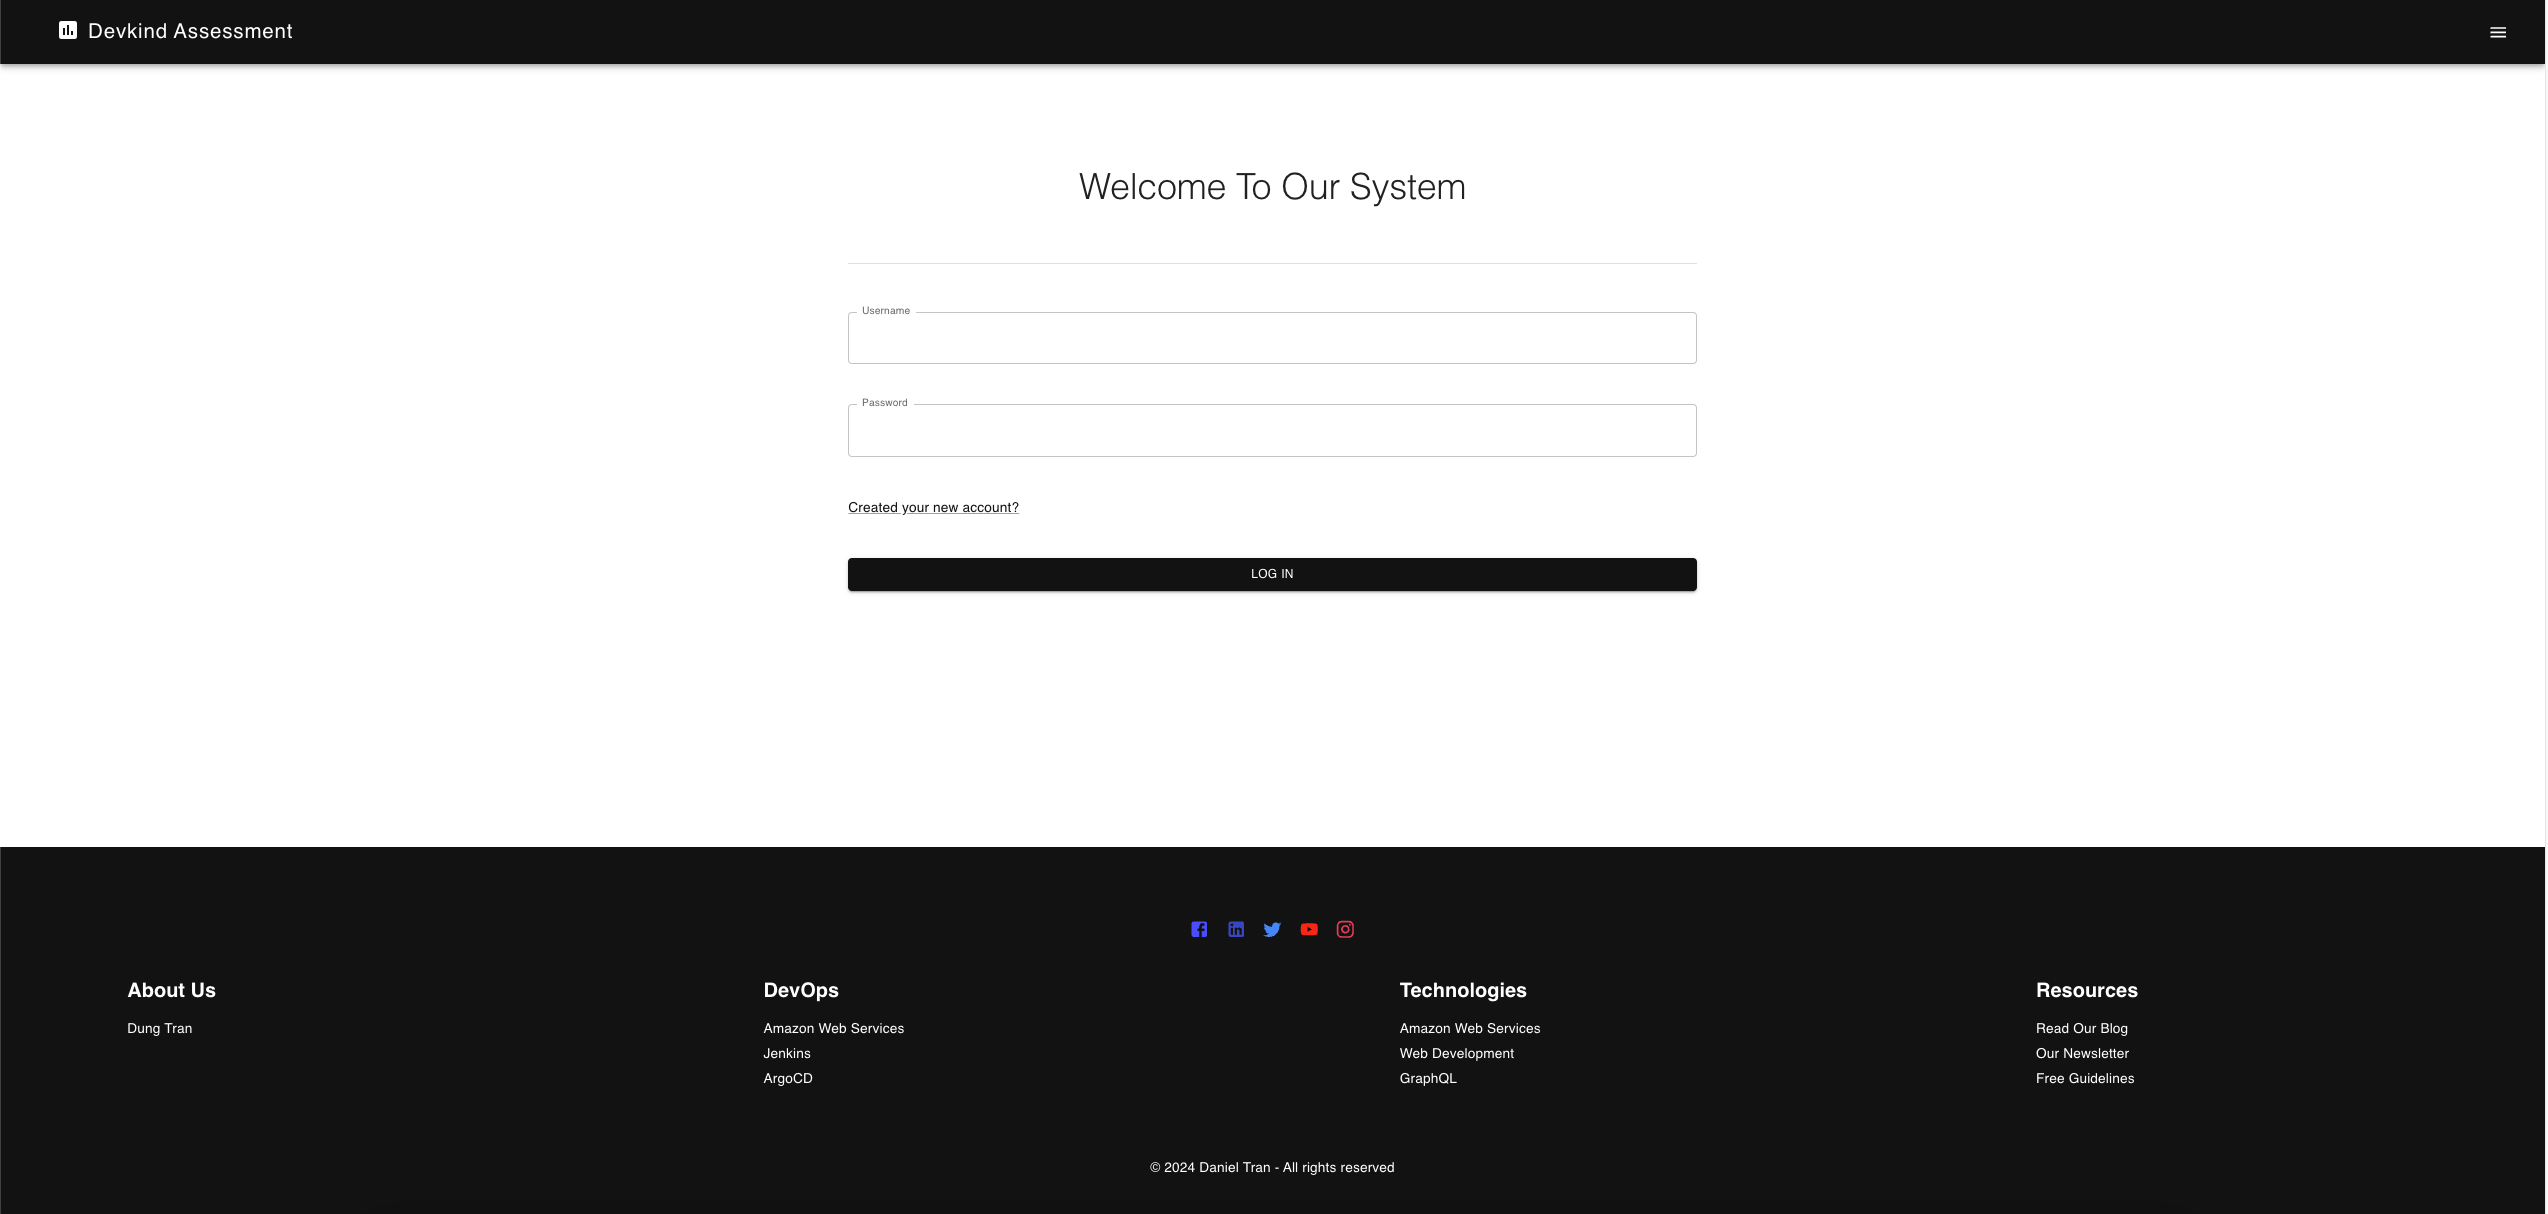 Devkind Assessment
Welcome To Our System
Username
Password
Created your new account?
LOG IN
About Us
Dung Tran
DevOps
Amazon Web Services
Jenkins
ArgoCD
Technologies
Amazon Web Services
Web Development
GraphQL
Resources
Read Our Blog
Our Newsletter
Free Guidelines
© 2024 Daniel Tran - All rights reserved